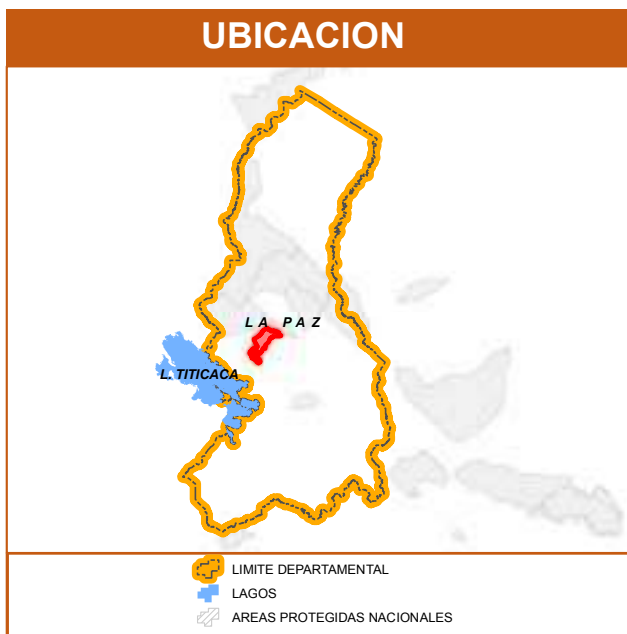 UBICACION
L A P A Z
L. TITICACA
LIMITE DEPARTAMENTAL
LAGOS
AREAS PROTEGIDAS NACIONALES